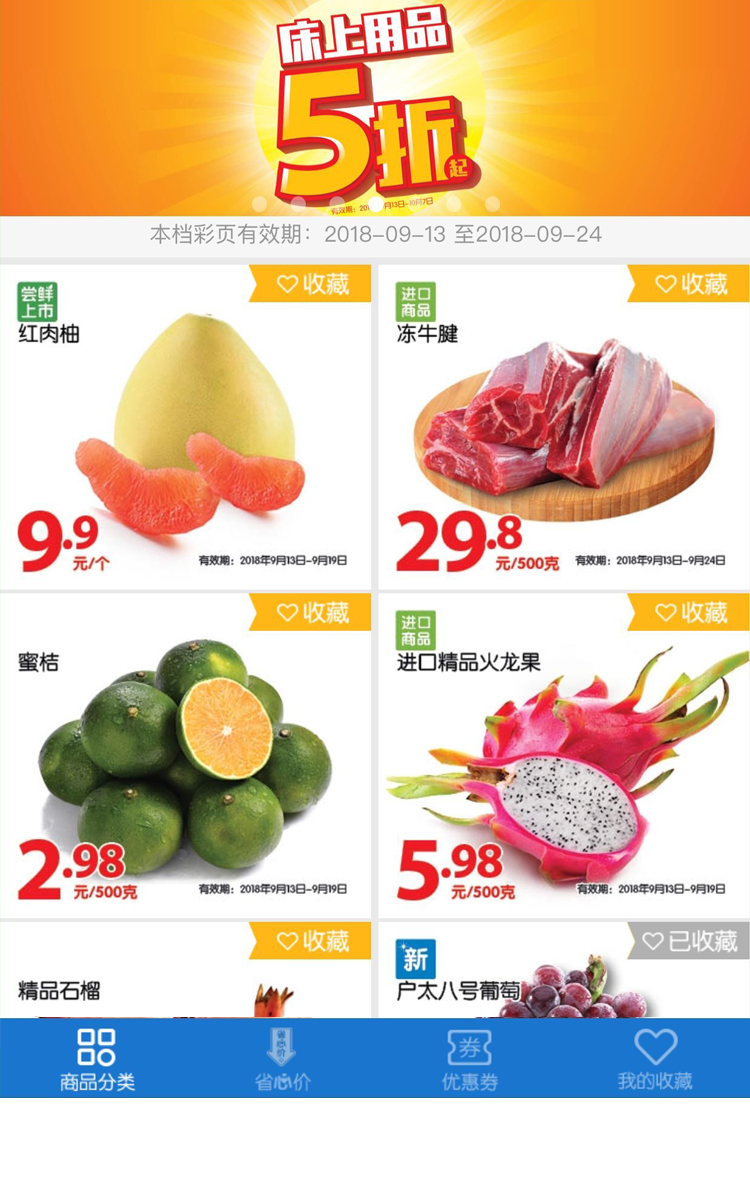 床上用品
5折起
本档彩页有效期：2018-09-13 至2018-09-24
收藏
尝鲜
上市
红肉柚
9.9
元/个
有效期：2018年9月13日-9月19日
收藏
进口
商品
冻牛腱
29.8
元/500克
有效期：2018年9月13日-9月24日
收藏
蜜桔
2.98
元/500克
有效期：2018年9月13日-9月19日
收藏
进口
商品
进口精品火龙果
5.98
元/500克
有效期：2018年9月13日-9月19日
收藏
精品石榴
已收藏
新
户太八号葡萄
商品分类
省心价
省心价
券
优惠券
我的收藏